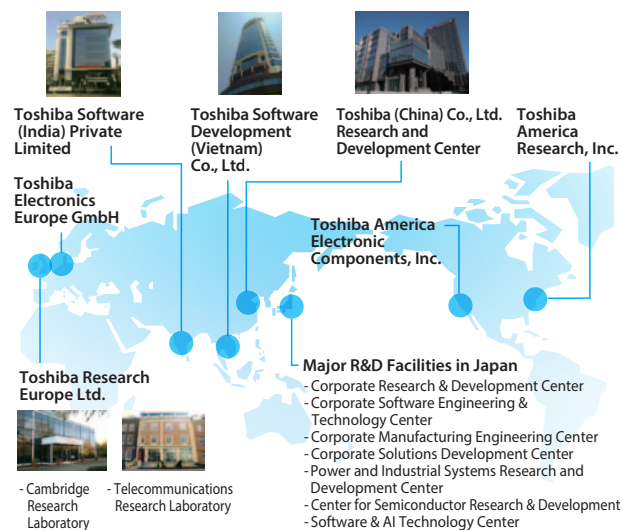 Toshiba Software
(India) Private
Limited
Toshiba Software
Development
(Vietnam)
Co., Ltd.
Toshiba (China) Co., Ltd.
Research and
Development Center
Toshiba
America
Research, Inc.
Toshiba
Electronics
Europe GmbH
Toshiba America
Electronic
Components, Inc.
Toshiba Research
Europe Ltd.
- Cambridge
Research
Laboratory
- Telecommunications
Research Laboratory
Major R&D Facilities in Japan
- Corporate Research & Development Center
- Corporate Software Engineering &
Technology Center
- Corporate Manufacturing Engineering Center
- Corporate Solutions Development Center
- Power and Industrial Systems Research and
Development Center
- Center for Semiconductor Research & Development
- Software & AI Technology Center